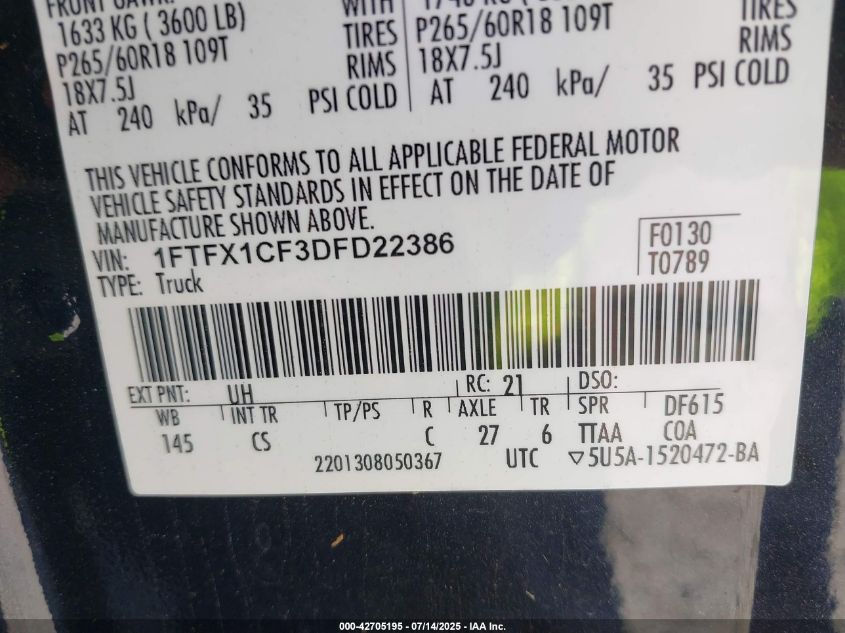 FRONT GAWR: WITH
1633 KG ( 3600 LB) TIRES
P265/60R18 109T RIMS
18X7.5J
AT 240 kPa/ 35 PSI COLD
TIRES
P265/60R18 109T RIMS
18X7.5J
AT 240 kPa/ 35 PSI COLD
THIS VEHICLE CONFORMS TO ALL APPLICABLE FEDERAL MOTOR
VEHICLE SAFETY STANDARDS IN EFFECT ON THE DATE OF
MANUFACTURE SHOWN ABOVE.
VIN: 1FTFX1CF3DFD22386 F0130
TYPE: Truck T0789
EXT PNT: UH RC: 21 DSO:
WB INT TR TP/PS R AXLE TR SPR DF615
145 CS C 27 6 TTAA COA
2201308050367 UTC ▽5U5A-1520472-BA
000-42705195 - 07/14/2025 - IAA Inc.